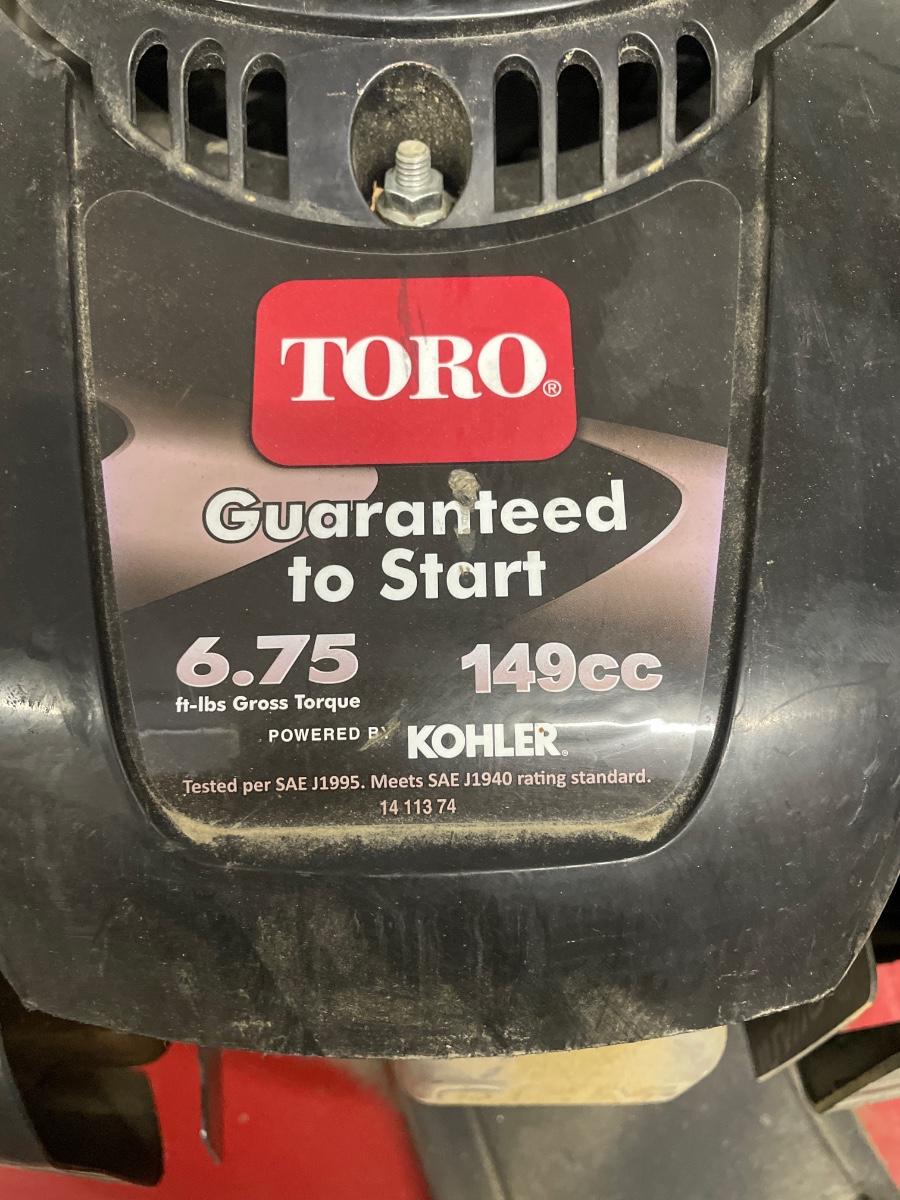 TORO®
Guaranteed
to Start
6.75 149cc
ft-lbs Gross Torque
POWERED BY KOHLER®
Tested per SAE J1995. Meets SAE J1940 rating standard.
14 113 74